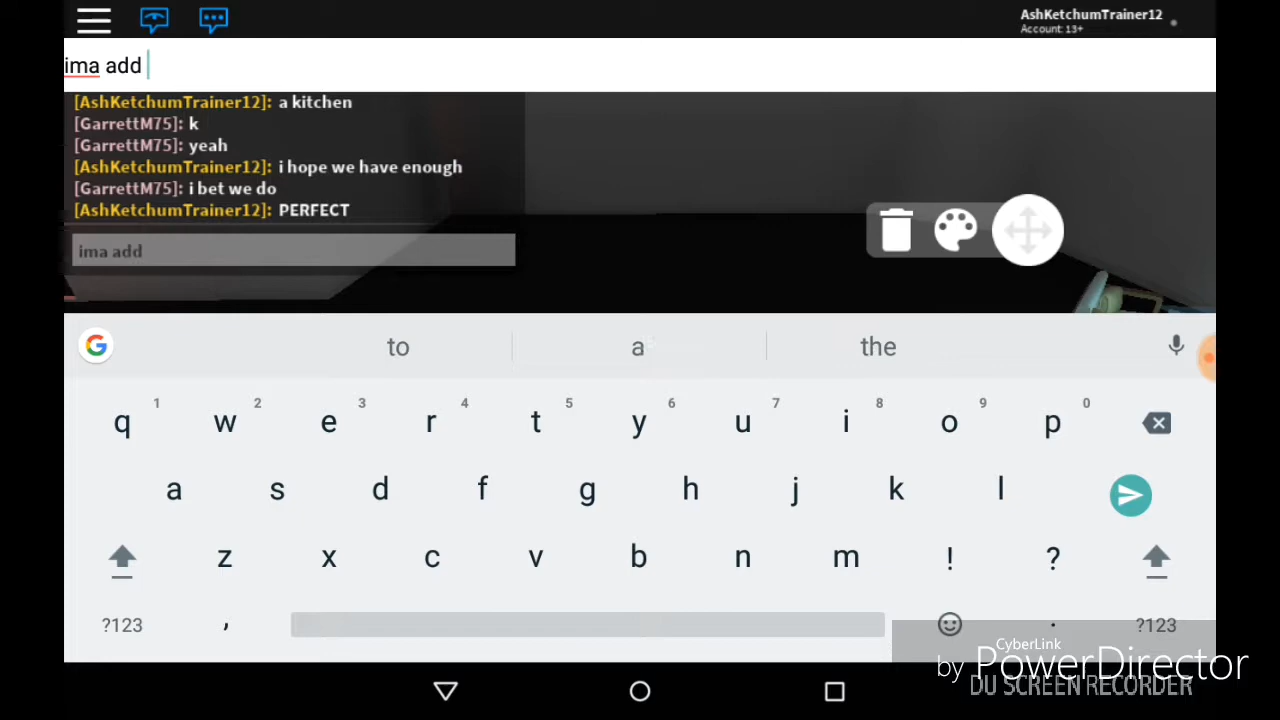 AshKetchumTrainer12
Account: 13+
ima add
[AshKetchumTrainer12]: a kitchen
[GarrettM75]: k
[GarrettM75]: yeah
[AshKetchumTrainer12]: i hope we have enough
[GarrettM75]: i bet we do
[AshKetchumTrainer12]: PERFECT
ima add
G to a the
1 2 3 4 5 6 7 8 9 0
q w e r t y u i o p
a s d f g h j k l
z x c v b n m ! ?
?123 , . ?123
CyberLink
by PowerDirector
DU SCREEN RECORDER